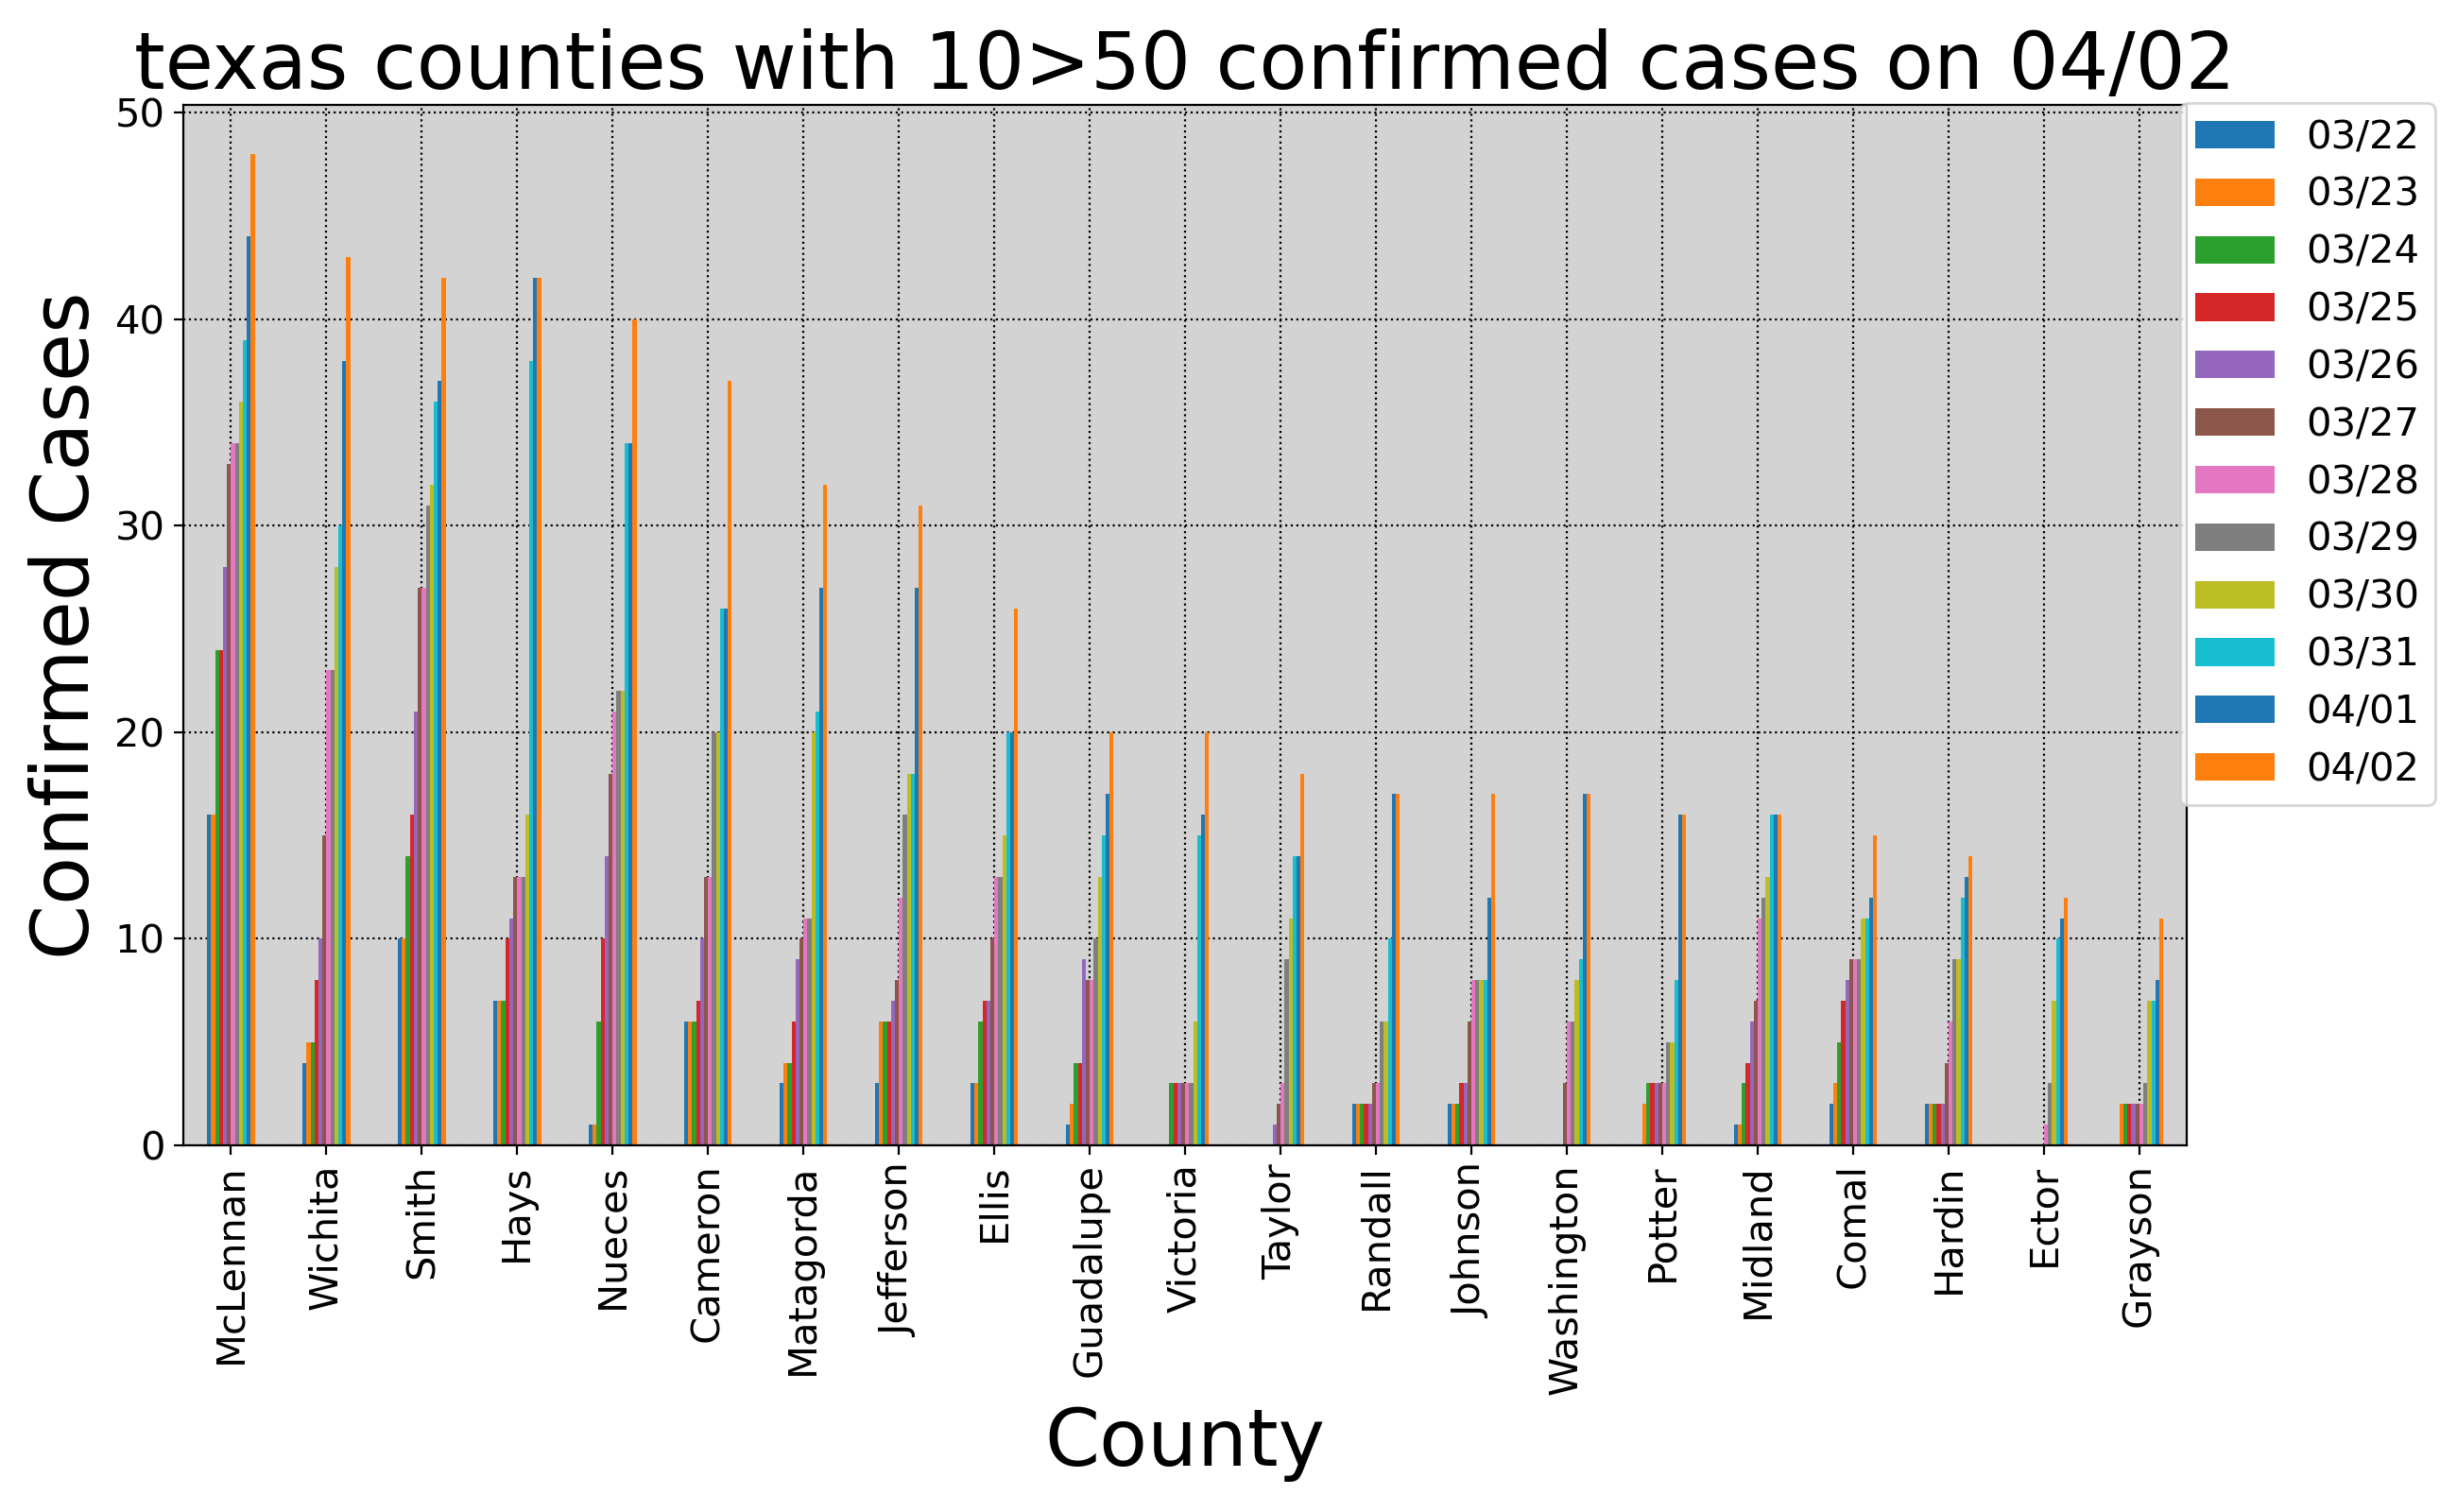 texas counties with 10>50 confirmed cases on 04/02
Confirmed Cases
50
40
30
20
10
0
03/22
03/23
03/24
03/25
03/26
03/27
03/28
03/29
03/30
03/31
04/01
04/02
McLennan
Wichita
Smith
Hays
Nueces
Cameron
Matagorda
Jefferson
Ellis
Guadalupe
Victoria
Taylor
Randall
Johnson
Washington
Potter
Midland
Comal
Hardin
Ector
Grayson
County